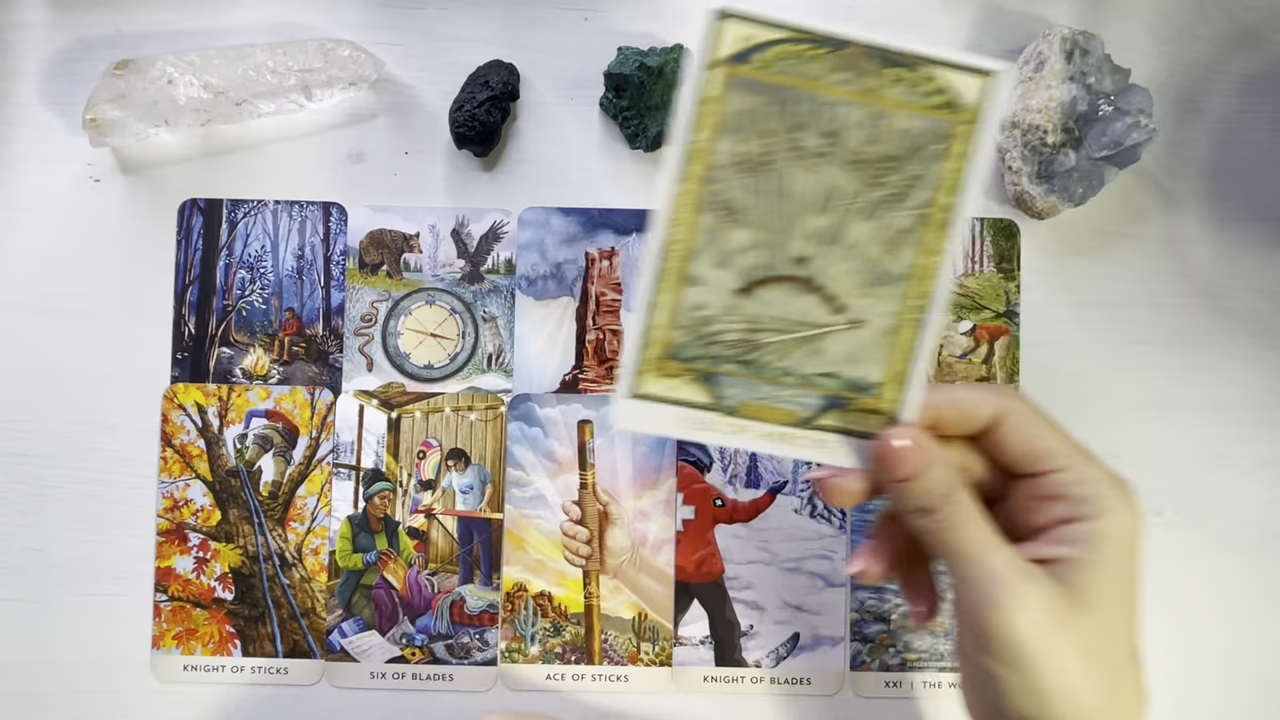 KNIGHT OF STICKS
SIX OF BLADES
ACE OF STICKS
KNIGHT OF BLADES
XXI | THE WO